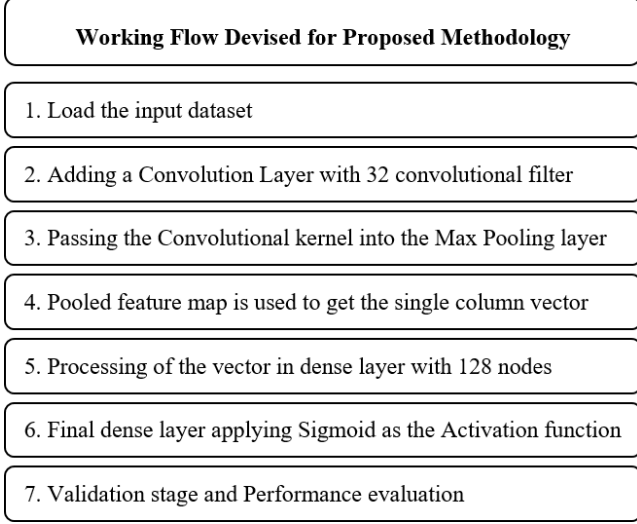 Working Flow Devised for Proposed Methodology
1. Load the input dataset
2. Adding a Convolution Layer with 32 convolutional filter
3. Passing the Convolutional kernel into the Max Pooling layer
4. Pooled feature map is used to get the single column vector
5. Processing of the vector in dense layer with 128 nodes
6. Final dense layer applying Sigmoid as the Activation function
7. Validation stage and Performance evaluation